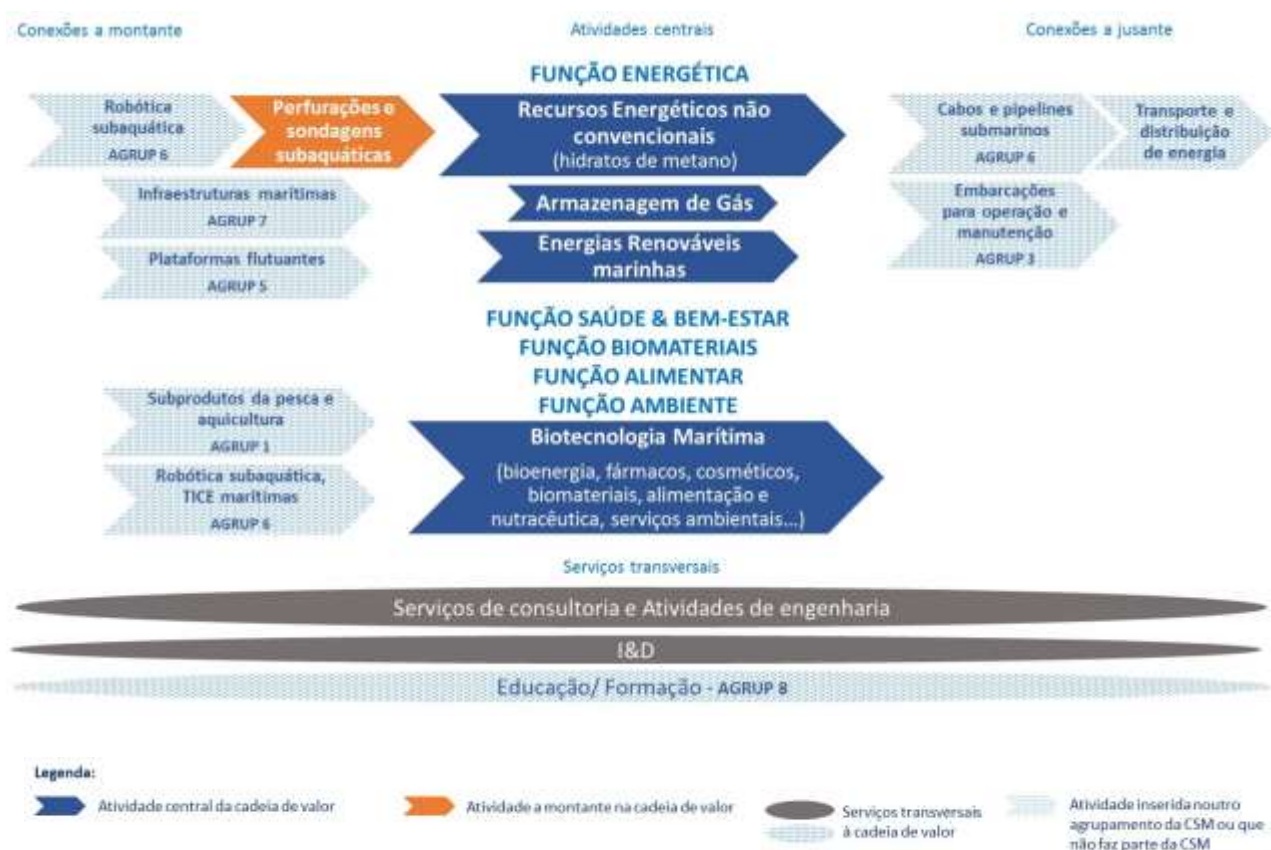 Conexões a montante
Atividades centrais
Conexões a jusante
FUNÇÃO ENERGÉTICA
Robótica
subaquática
AGRUP 6
Perfurações e
sondagens
subaquáticas
Recursos Energéticos não
convencionais
(hidratos de metano)
Cabos e pipelines
submarinos
AGRUP 6
Transporte e
distribuição
de energia
Infraestruturas marítimas
AGRUP 7
Armazenagem de Gás
Embarcações
para operação e
manutenção
AGRUP 3
Plataformas flutuantes
AGRUP 5
Energias Renováveis
marinhas
FUNÇÃO SAÚDE & BEM-ESTAR
FUNÇÃO BIOMATERIAIS
FUNÇÃO ALIMENTAR
FUNÇÃO AMBIENTE
Subprodutos da pesca e
aquicultura
AGRUP 1
Robótica subaquática,
TICE marítimas
AGRUP 6
Biotecnologia Marítima
(bioenergia, fármacos, cosméticos,
biomateriais, alimentação e
nutracêutica, serviços ambientais...)
Serviços transversais
Serviços de consultoria e Atividades de engenharia
I&D
Educação/ Formação - AGRUP 8
Legenda:
Atividade central da cadeia de valor
Atividade a montante na cadeia de valor
Serviços transversais
à cadeia de valor
Atividade inserida noutro
agrupamento da CSM ou que
não faz parte da CSM